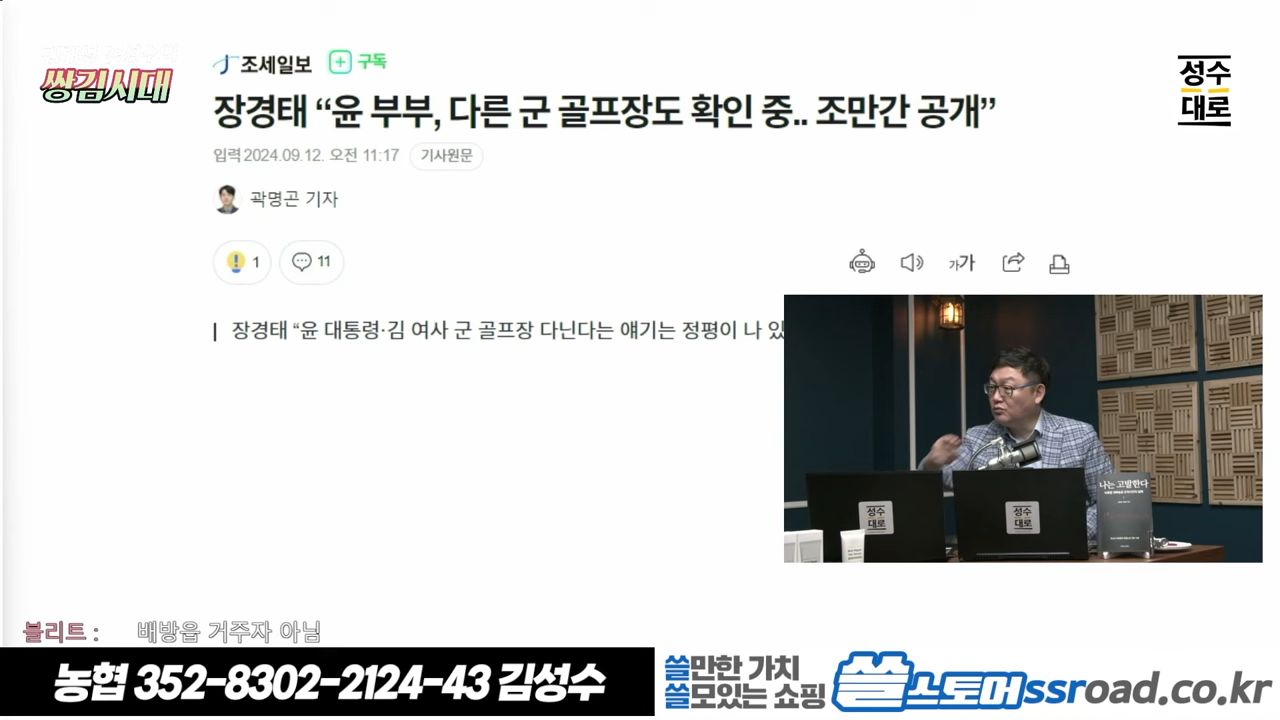 쌍김시대
조세일보
구독
성수
대로
장경태 “윤 부부, 다른 군 골프장도 확인 중.. 조만간 공개”
입력 2024.09.12. 오전 11:17
기사원문
곽명곤 기자
1
11
가가
장경태 “윤 대통령·김 여사 군 골프장 다닌다는 얘기는 정평이 나 있
나는 고발한다
성수
대로
성수
대로
블리트 :
배방읍 거주자 아님
농협 352-8302-2124-43 김성수
쓸만한 가치
쓸모있는 쇼핑
쓸스토어
ssroad.co.kr